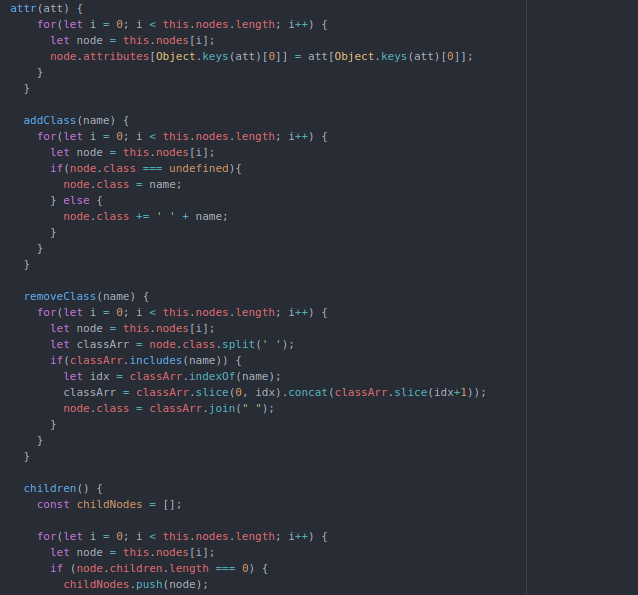 attr(att) {
for(let i = 0; i < this.nodes.length; i++) {
let node = this.nodes[i];
node.attributes[Object.keys(att)[0]] = att[Object.keys(att)[0]];
}
}
addClass(name) {
for(let i = 0; i < this.nodes.length; i++) {
let node = this.nodes[i];
if(node.class === undefined){
node.class = name;
} else {
node.class += ' ' + name;
}
}
}
removeClass(name) {
for(let i = 0; i < this.nodes.length; i++) {
let node = this.nodes[i];
let classArr = node.class.split(' ');
if(classArr.includes(name)) {
let idx = classArr.indexOf(name);
classArr = classArr.slice(0, idx).concat(classArr.slice(idx+1));
node.class = classArr.join(" ");
}
}
}
children() {
const childNodes = [];
for(let i = 0; i < this.nodes.length; i++) {
let node = this.nodes[i];
if (node.children.length === 0) {
childNodes.push(node);